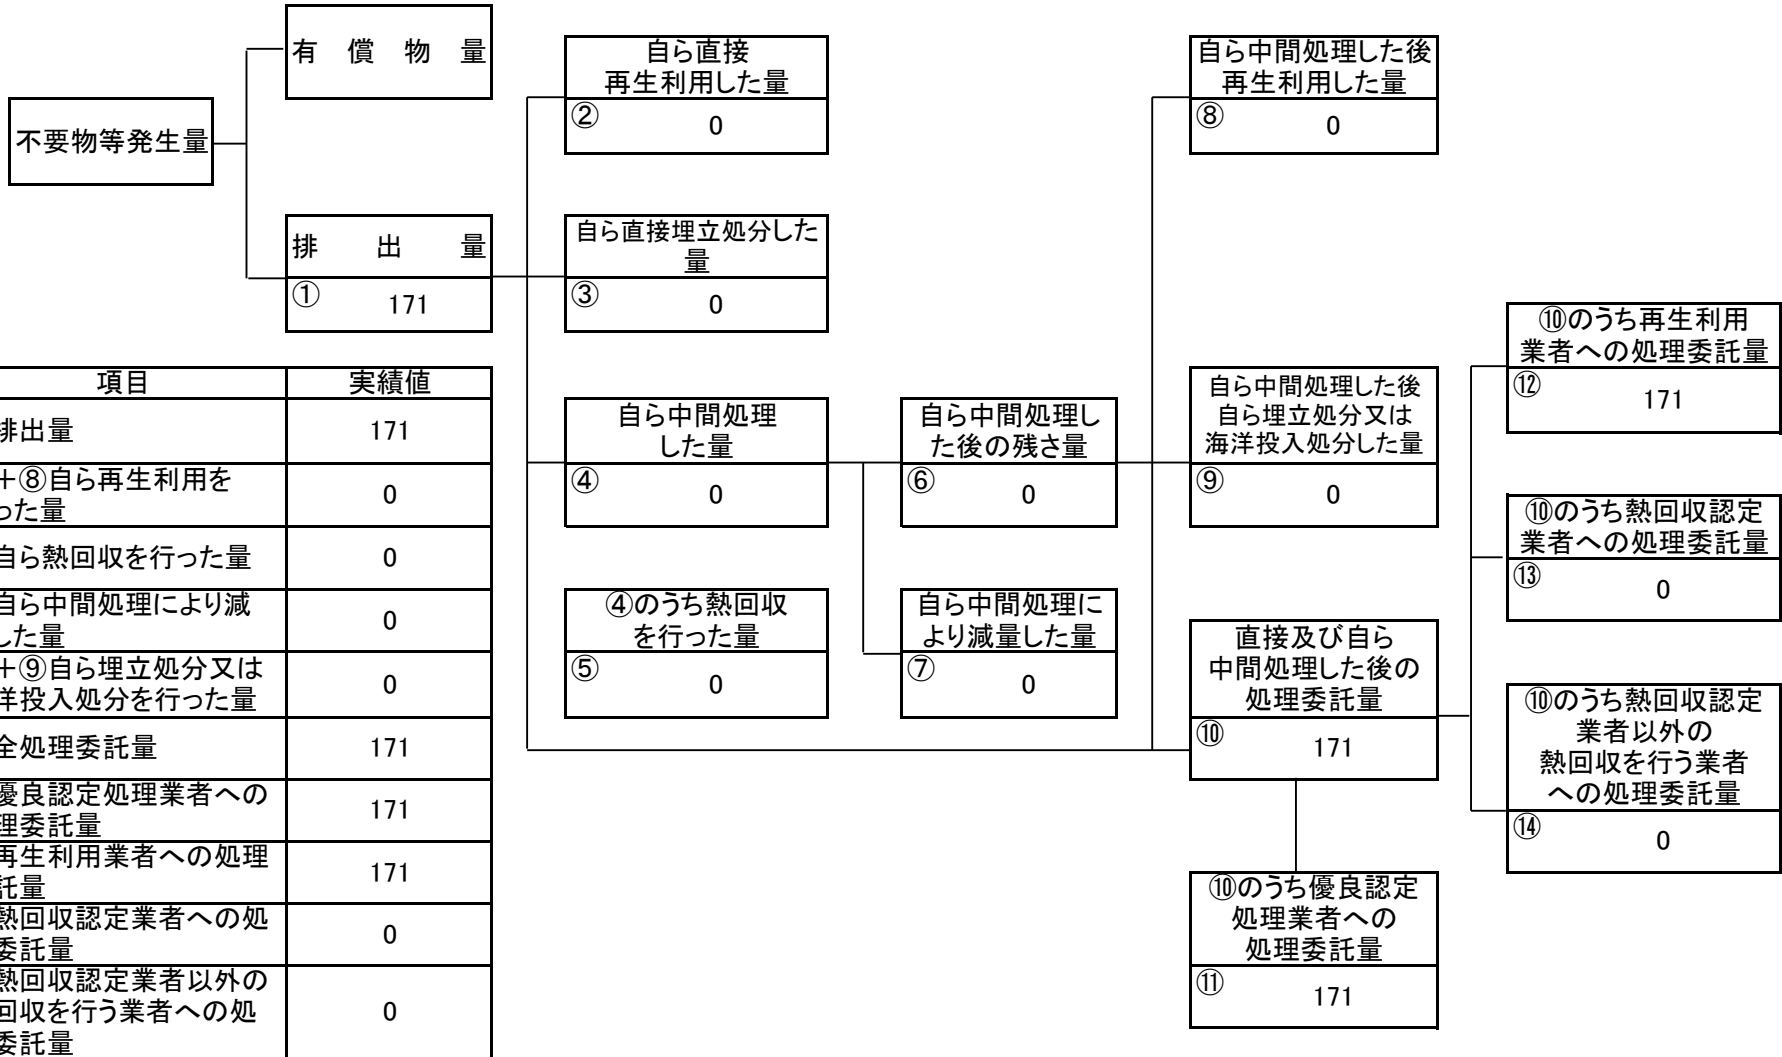 有償物量
不要物等発生量
排出量
①
171
自ら直接
再生利用した量
②
0
自ら直接埋立処分した
量
③
0
自ら中間処理
した量
④
0
④のうち熱回収
を行った量
⑤
0
自ら中間処理し
た後の残さ量
⑥
0
自ら中間処理に
より減量した量
⑦
0
自ら中間処理した後
再生利用した量
⑧
0
自ら中間処理した後
自ら埋立処分又は
海洋投入処分した量
⑨
0
直接及び自ら
中間処理した後の
処理委託量
⑩
171
⑩のうち優良認定
処理業者への
処理委託量
⑪
171
⑩のうち再生利用
業者への処理委託量
⑫
171
⑩のうち熱回収認定
業者への処理委託量
⑬
0
⑩のうち熱回収認定
業者以外の
熱回収を行う業者
への処理委託量
⑭
0
項目 実績値
排出量 171
+⑧自ら再生利用を
った量 0
自ら熱回収を行った量 0
自ら中間処理により減
した量 0
+⑨自ら埋立処分又は
洋投入処分を行った量 0
全処理委託量 171
優良認定処理業者への
理委託量 171
再生利用業者への処理
託量 171
熱回収認定業者への処
委託量 0
熱回収認定業者以外の
回収を行う業者への処
委託量 0